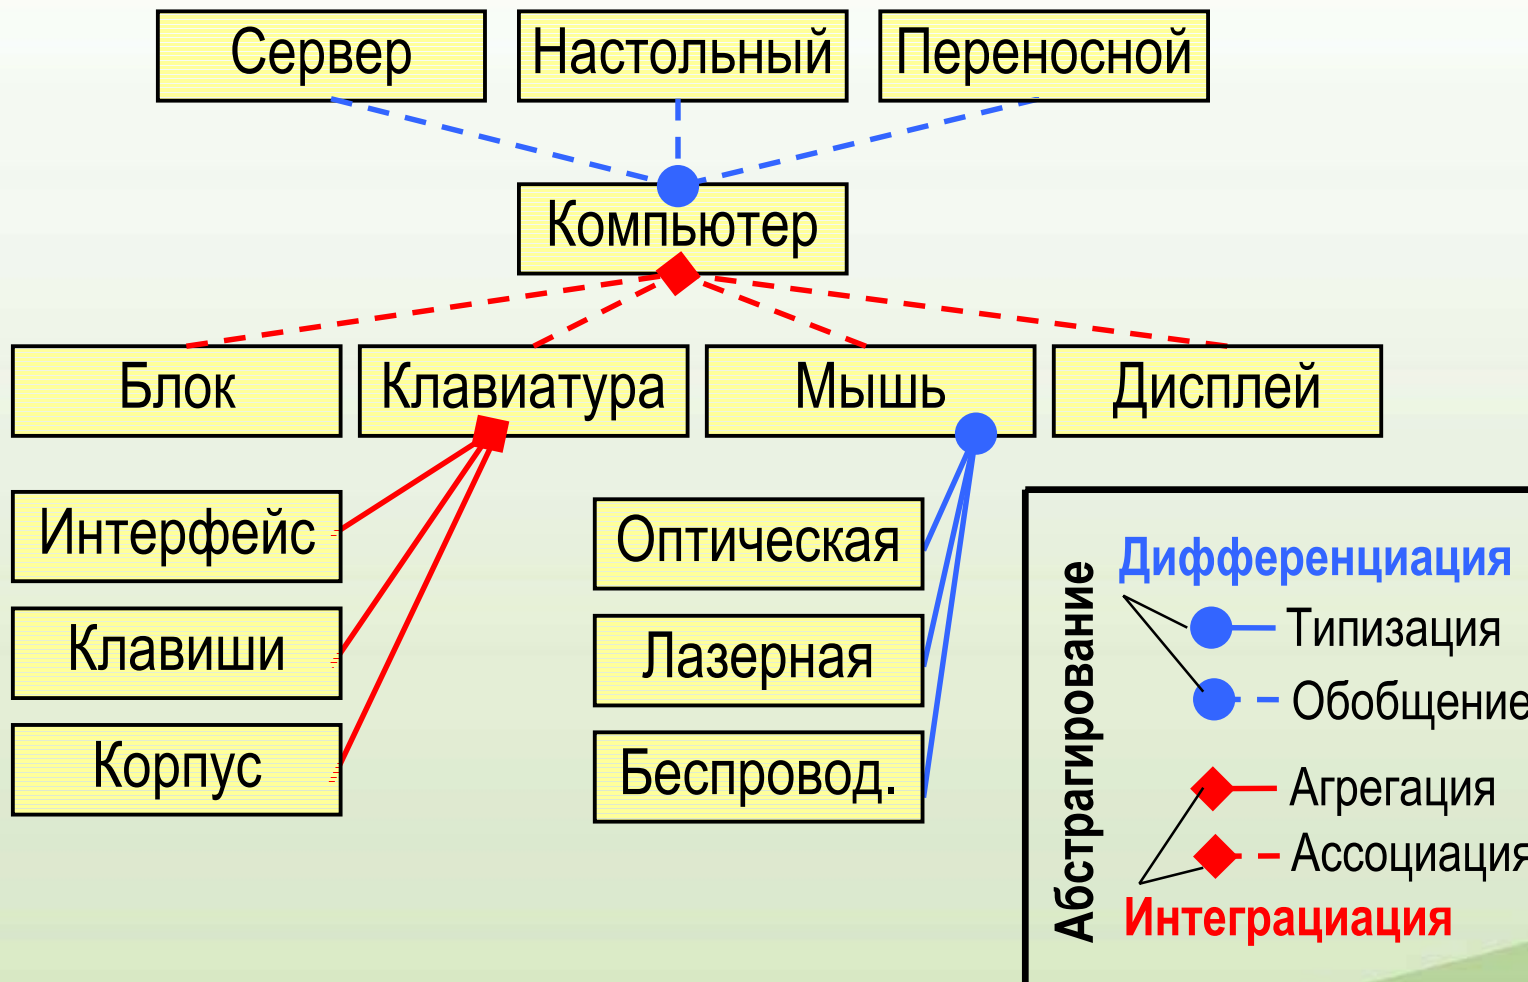 Сервер
Настольный
Переносной
Компьютер
Блок
Клавиатура
Мышь
Дисплей
Интерфейс
Клавиши
Корпус
Оптическая
Лазерная
Беспровод.
Абстрагирование
Дифференциация
Типизация
Обобщение
Агрегация
Ассоциация
Интеграциация